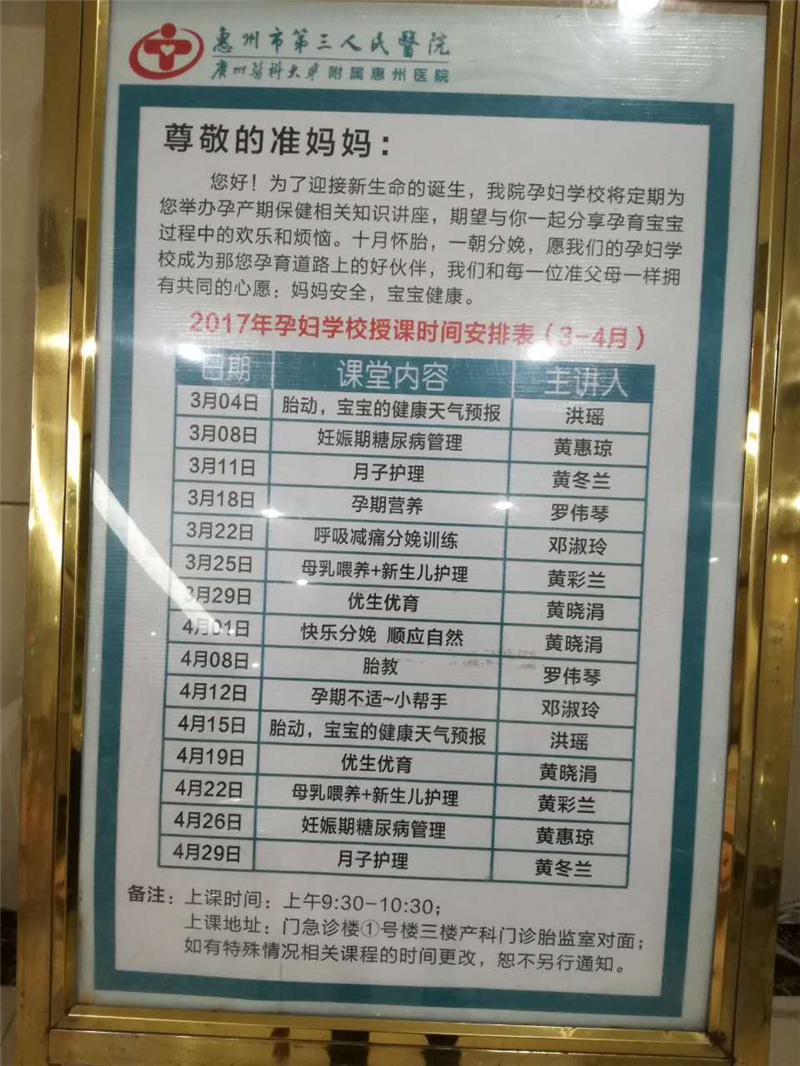 惠州市第三人民醫院
广州医科大学附属惠州医院
尊敬的准妈妈：
您好！为了迎接新生命的诞生，我院孕妇学校将定期为
您举办孕产期保健相关知识讲座，期望与你一起分享孕育宝宝
过程中的欢乐和烦恼。十月怀胎，一朝分娩，愿我们的孕妇学
校成为那您孕育道路上的好伙伴，我们和每一位准父母一样拥
有共同的心愿：妈妈安全，宝宝健康。
2017年孕妇学校授课时间安排表（3-4月）
日期 课堂内容 主讲人
3月04日 胎动，宝宝的健康天气预报 洪瑶
3月08日 妊娠期糖尿病管理 黄惠琼
3月11日 月子护理 黄冬兰
3月18日 孕期营养 罗伟琴
3月22日 呼吸减痛分娩训练 邓淑玲
3月25日 母乳喂养+新生儿护理 黄彩兰
3月29日 优生优育 黄晓涓
4月01日 快乐分娩 顺应自然 黄晓涓
4月08日 胎教 罗伟琴
4月12日 孕期不适~小帮手 邓淑玲
4月15日 胎动，宝宝的健康天气预报 洪瑶
4月19日 优生优育 黄晓涓
4月22日 母乳喂养+新生儿护理 黄彩兰
4月26日 妊娠期糖尿病管理 黄惠琼
4月29日 月子护理 黄冬兰
备注：上课时间：上午9:30-10:30；
上课地址：门急诊楼①号楼三楼产科门诊胎监室对面；
如有特殊情况相关课程的时间更改，恕不另行通知。